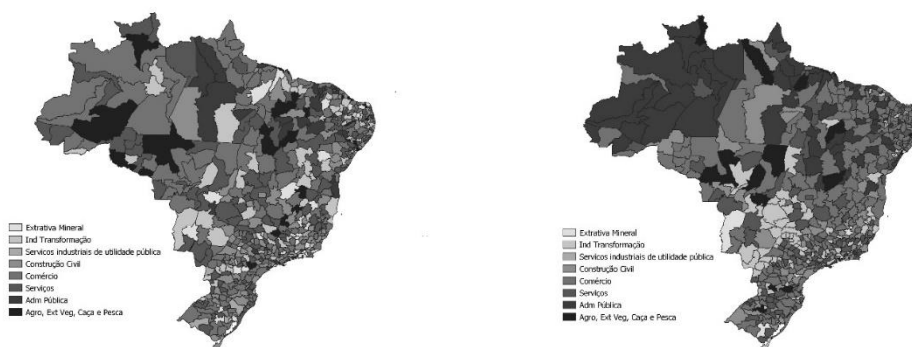 Extrativa Mineral
Ind Transformação
Servicos industriais de utilidade pública
Construção Civil
Comércio
Serviços
Adm Pública
Agro, Ext Veg, Caça e Pesca
Extrativa Mineral
Ind Transformação
Servicos industriais de utilidade pública
Construção Civil
Comércio
Serviços
Adm Pública
Agro, Ext Veg, Caça e Pesca